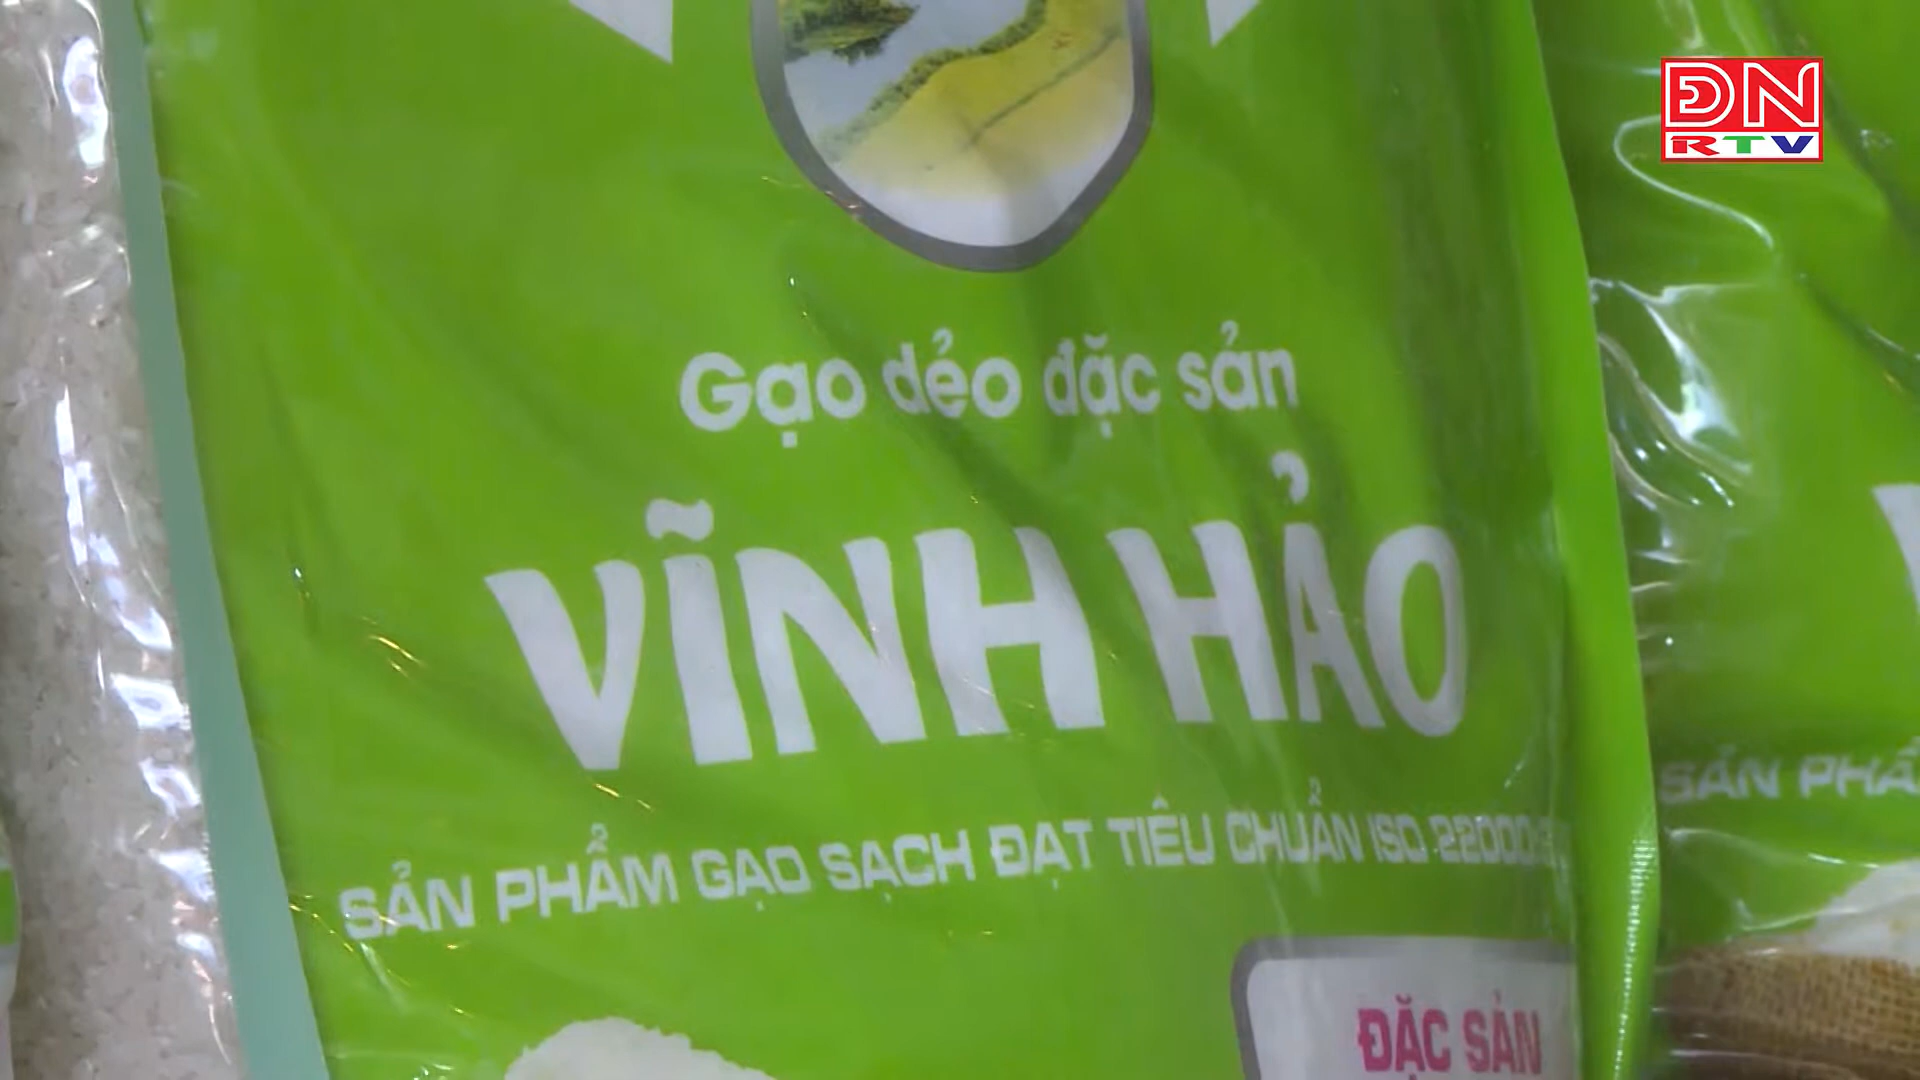 ĐN
RTV
Gạo dẻo đặc sản
VĨNH HẢO
SẢN PHẨM GẠO SẠCH ĐẠT TIÊU CHUẨN ISO 22000
SẢN
ĐẶC SẢN